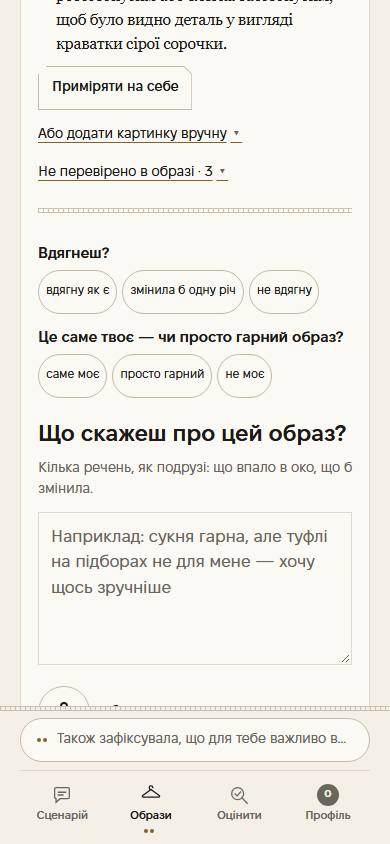 щоб було видно деталь у вигляді
краватки сірої сорочки.
Приміряти на себе
Або додати картинку вручну
Не перевірено в образі · 3
Вдягнеш?
вдягну як є
змінила б одну річ
не вдягну
Це саме твоє — чи просто гарний образ?
саме моє
просто гарний
не моє
Що скажеш про цей образ?
Кілька речень, як подрузі: що впало в око, що б
змінила.
Наприклад: сукня гарна, але туфлі
на підборах не для мене — хочу
щось зручніше
Також зафіксувала, що для тебе важливо в...
Сценарій
Образи
Оцінити
О
Профіль